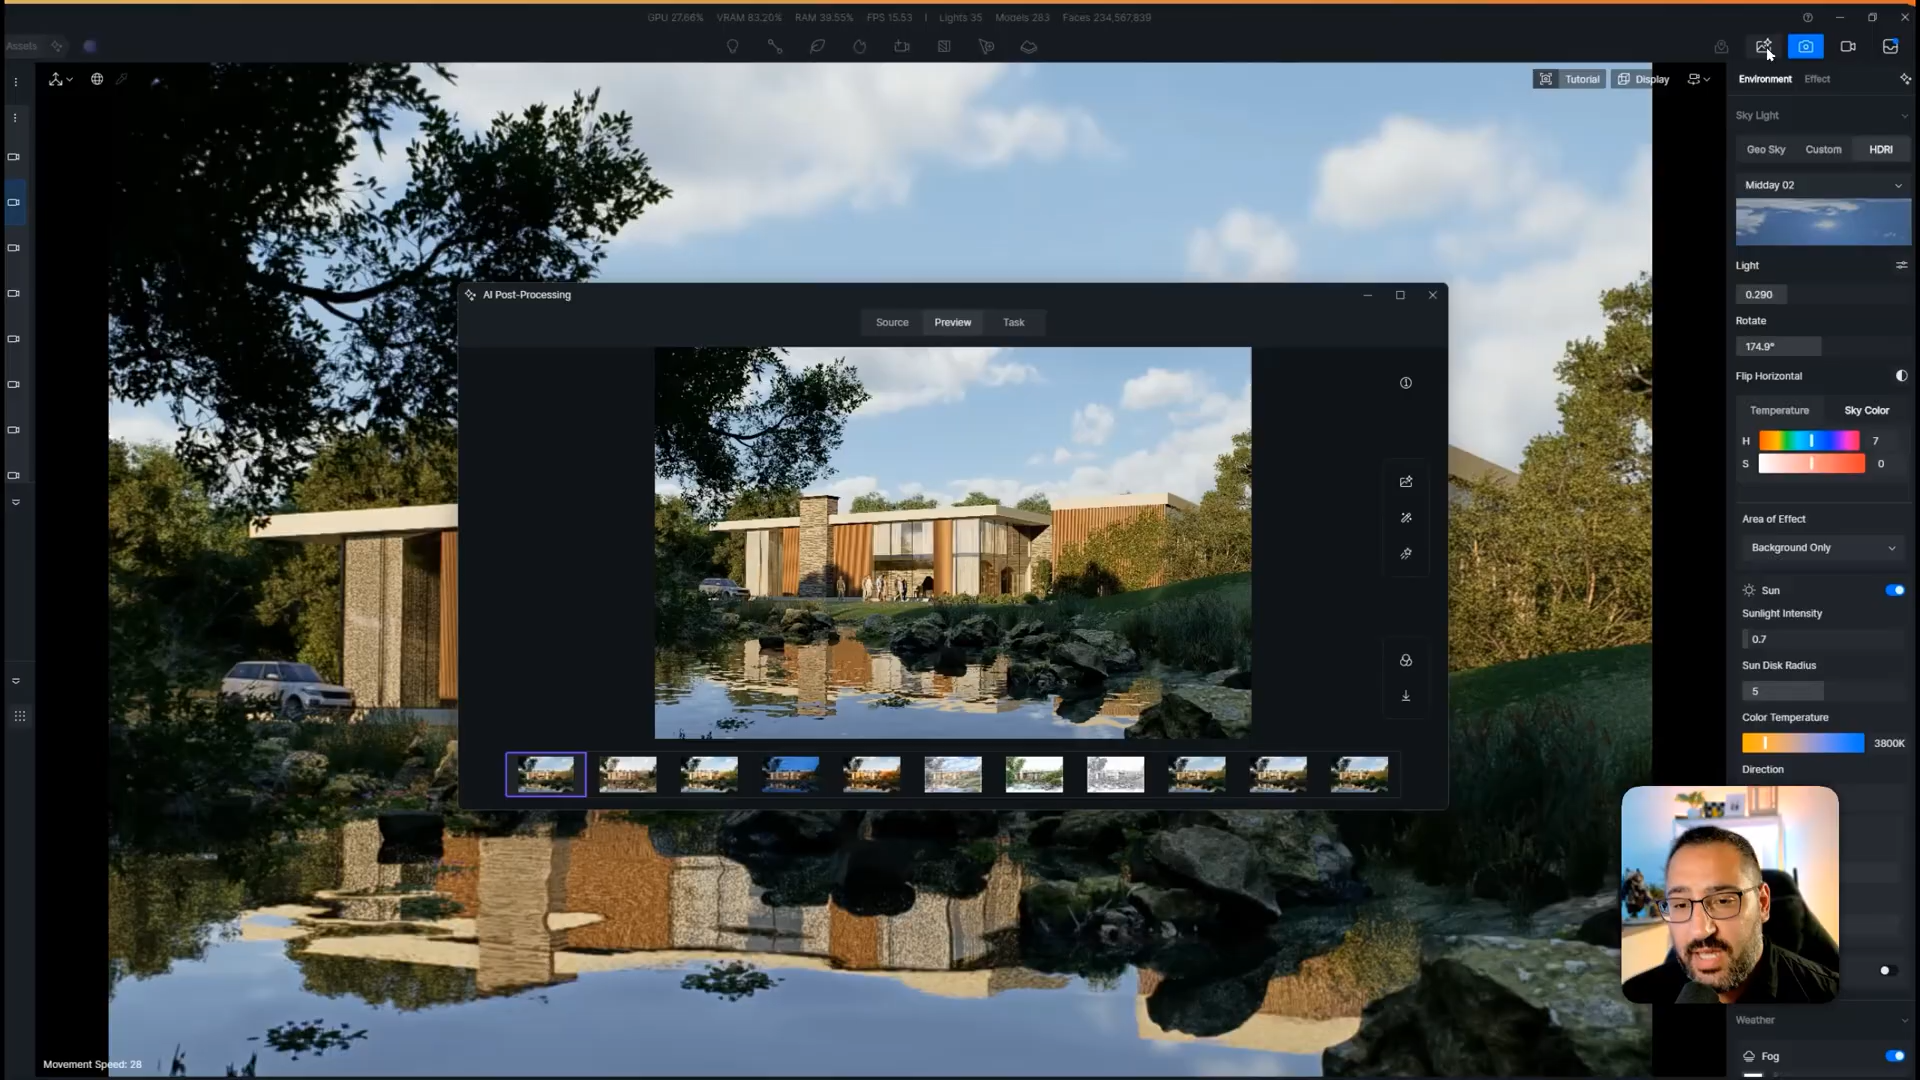 GPU 27.66% VRAM 83.20% RAM 39.55% FPS 15.53 | Lights 35 Models 283 Faces 234,567,839
Assets
Tutorial
Display
Environment
Effect
Sky Light
Geo Sky
Custom
HDRI
Midday 02
Light
0.290
Rotate
174.9°
Flip Horizontal
Temperature
Sky Color
H
7
S
0
Area of Effect
Background Only
Sun
Sunlight Intensity
0.7
Sun Disk Radius
5
Color Temperature
3800K
Direction
Weather
Fog
AI Post-Processing
Source
Preview
Task
Movement Speed: 28